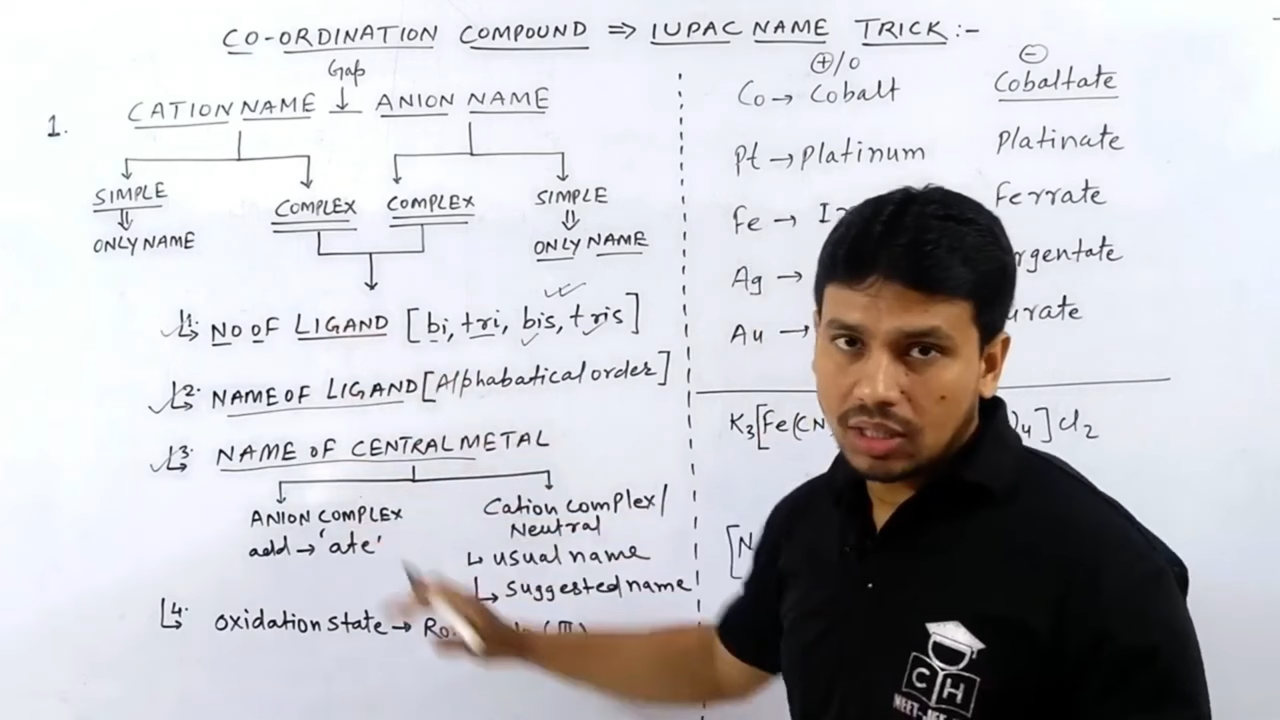 CO-ORDINATION COMPOUND ⇒ IUPAC NAME TRICK:-
Gap
1. CATION NAME ↓ ANION NAME
SIMPLE COMPLEX COMPLEX SIMPLE
⇓ ⇓
ONLY NAME ONLY NAME
1. NO OF LIGAND [bi, tri, bis, tris]
2. NAME OF LIGAND [Alphabatical order]
3. NAME OF CENTRAL METAL
ANION COMPLEX
add → 'ate'
Cation complex/
Neutral
↳ usual name
↳ suggested name
4. oxidation state → (III)
⊕/0 ⊖
Co → Cobalt Cobaltate
Pt → Platinum Platinate
Fe → Ferrate
Ag →
Au →
K3[Fe(CN
4]Cl2
[N
CH